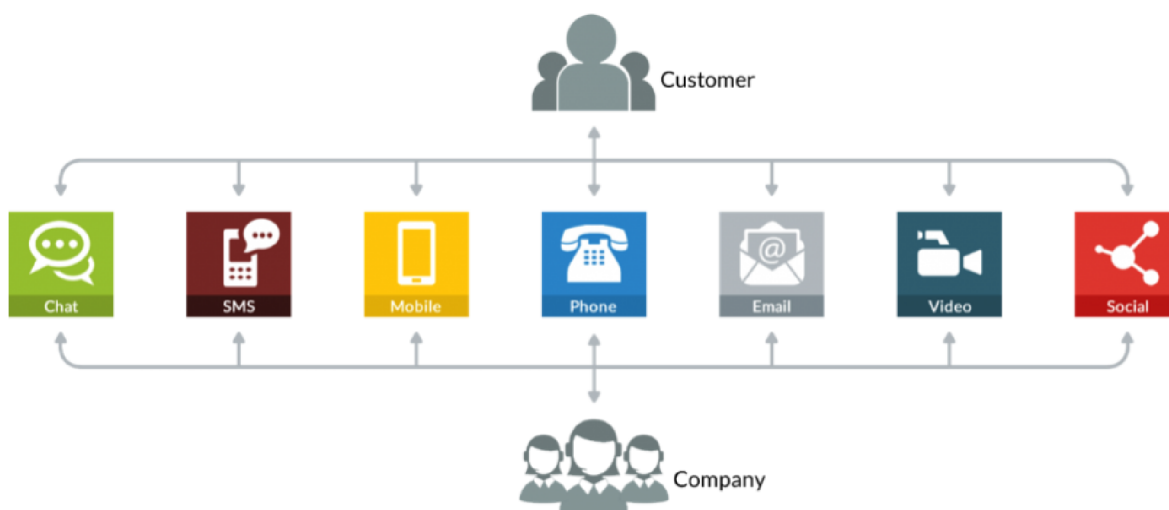 Customer
Chat
SMS
Mobile
Phone
Email
Video
Social
Company